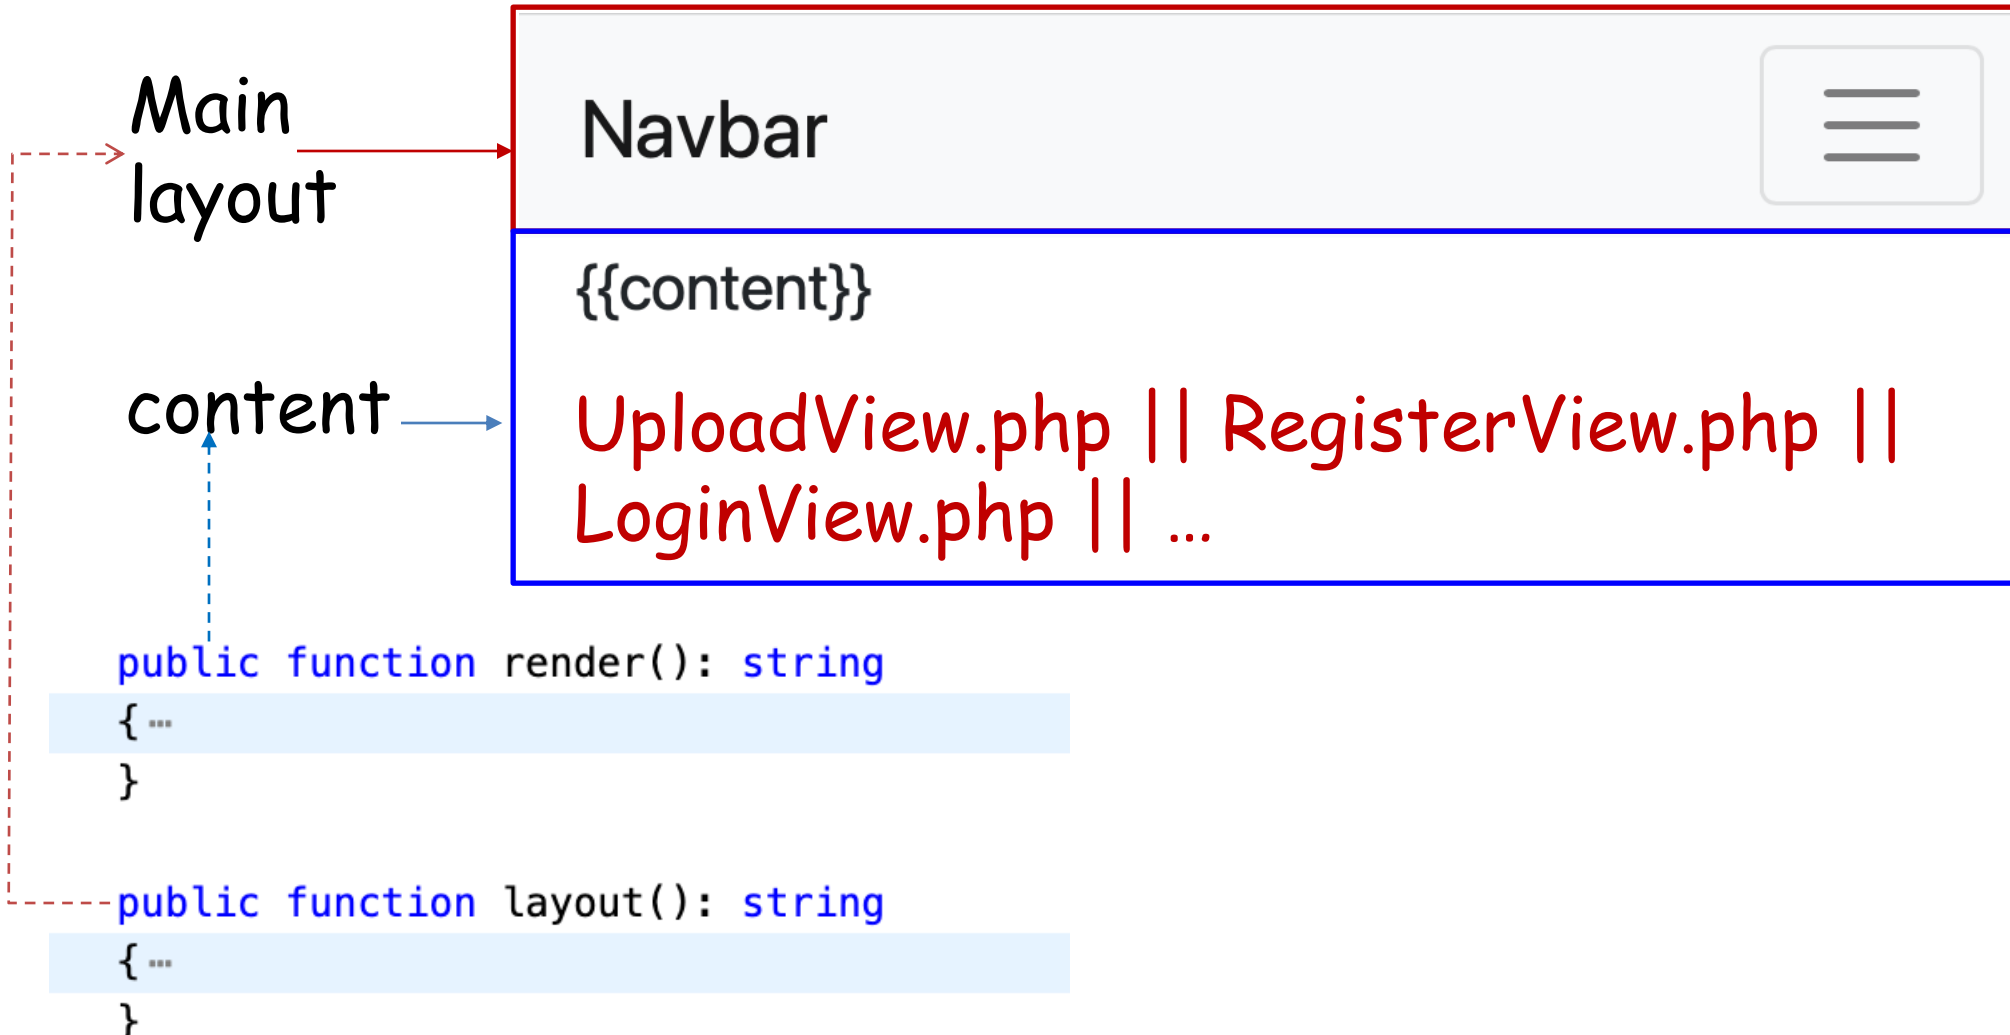 Main
layout
Navbar
{{content}}
content
UploadView.php || RegisterView.php ||
LoginView.php || ...
public function render(): string
{ ⋯
}
public function layout(): string
{ ⋯
}